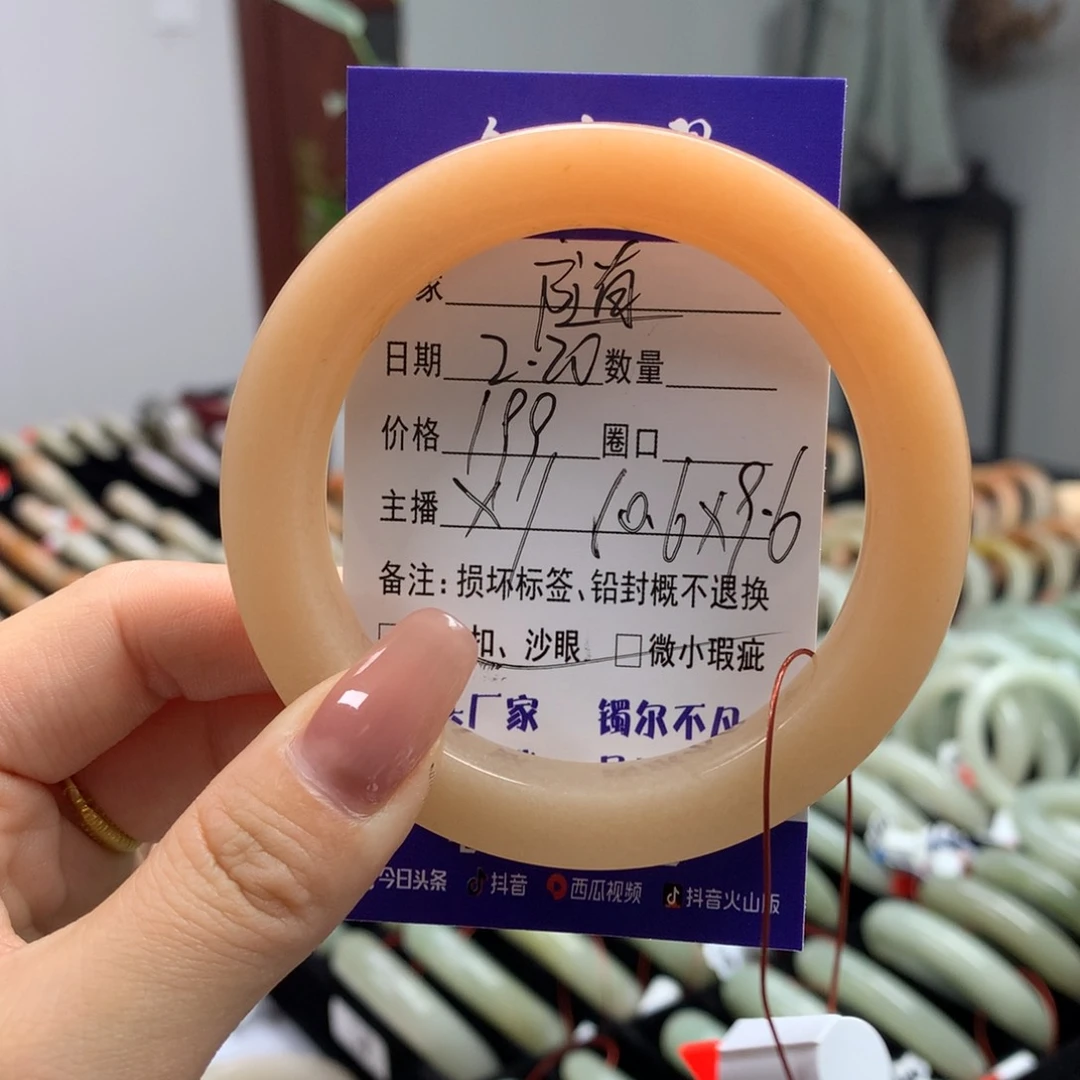 家
日期 2.20 数量
价格 199 圈口
主播 10.6x9.6
备注:损坏标签、铅封概不退换
扣、沙眼 □微小瑕疵
厂家 镯尔不凡
今日头条 抖音 西瓜视频 抖音火山版